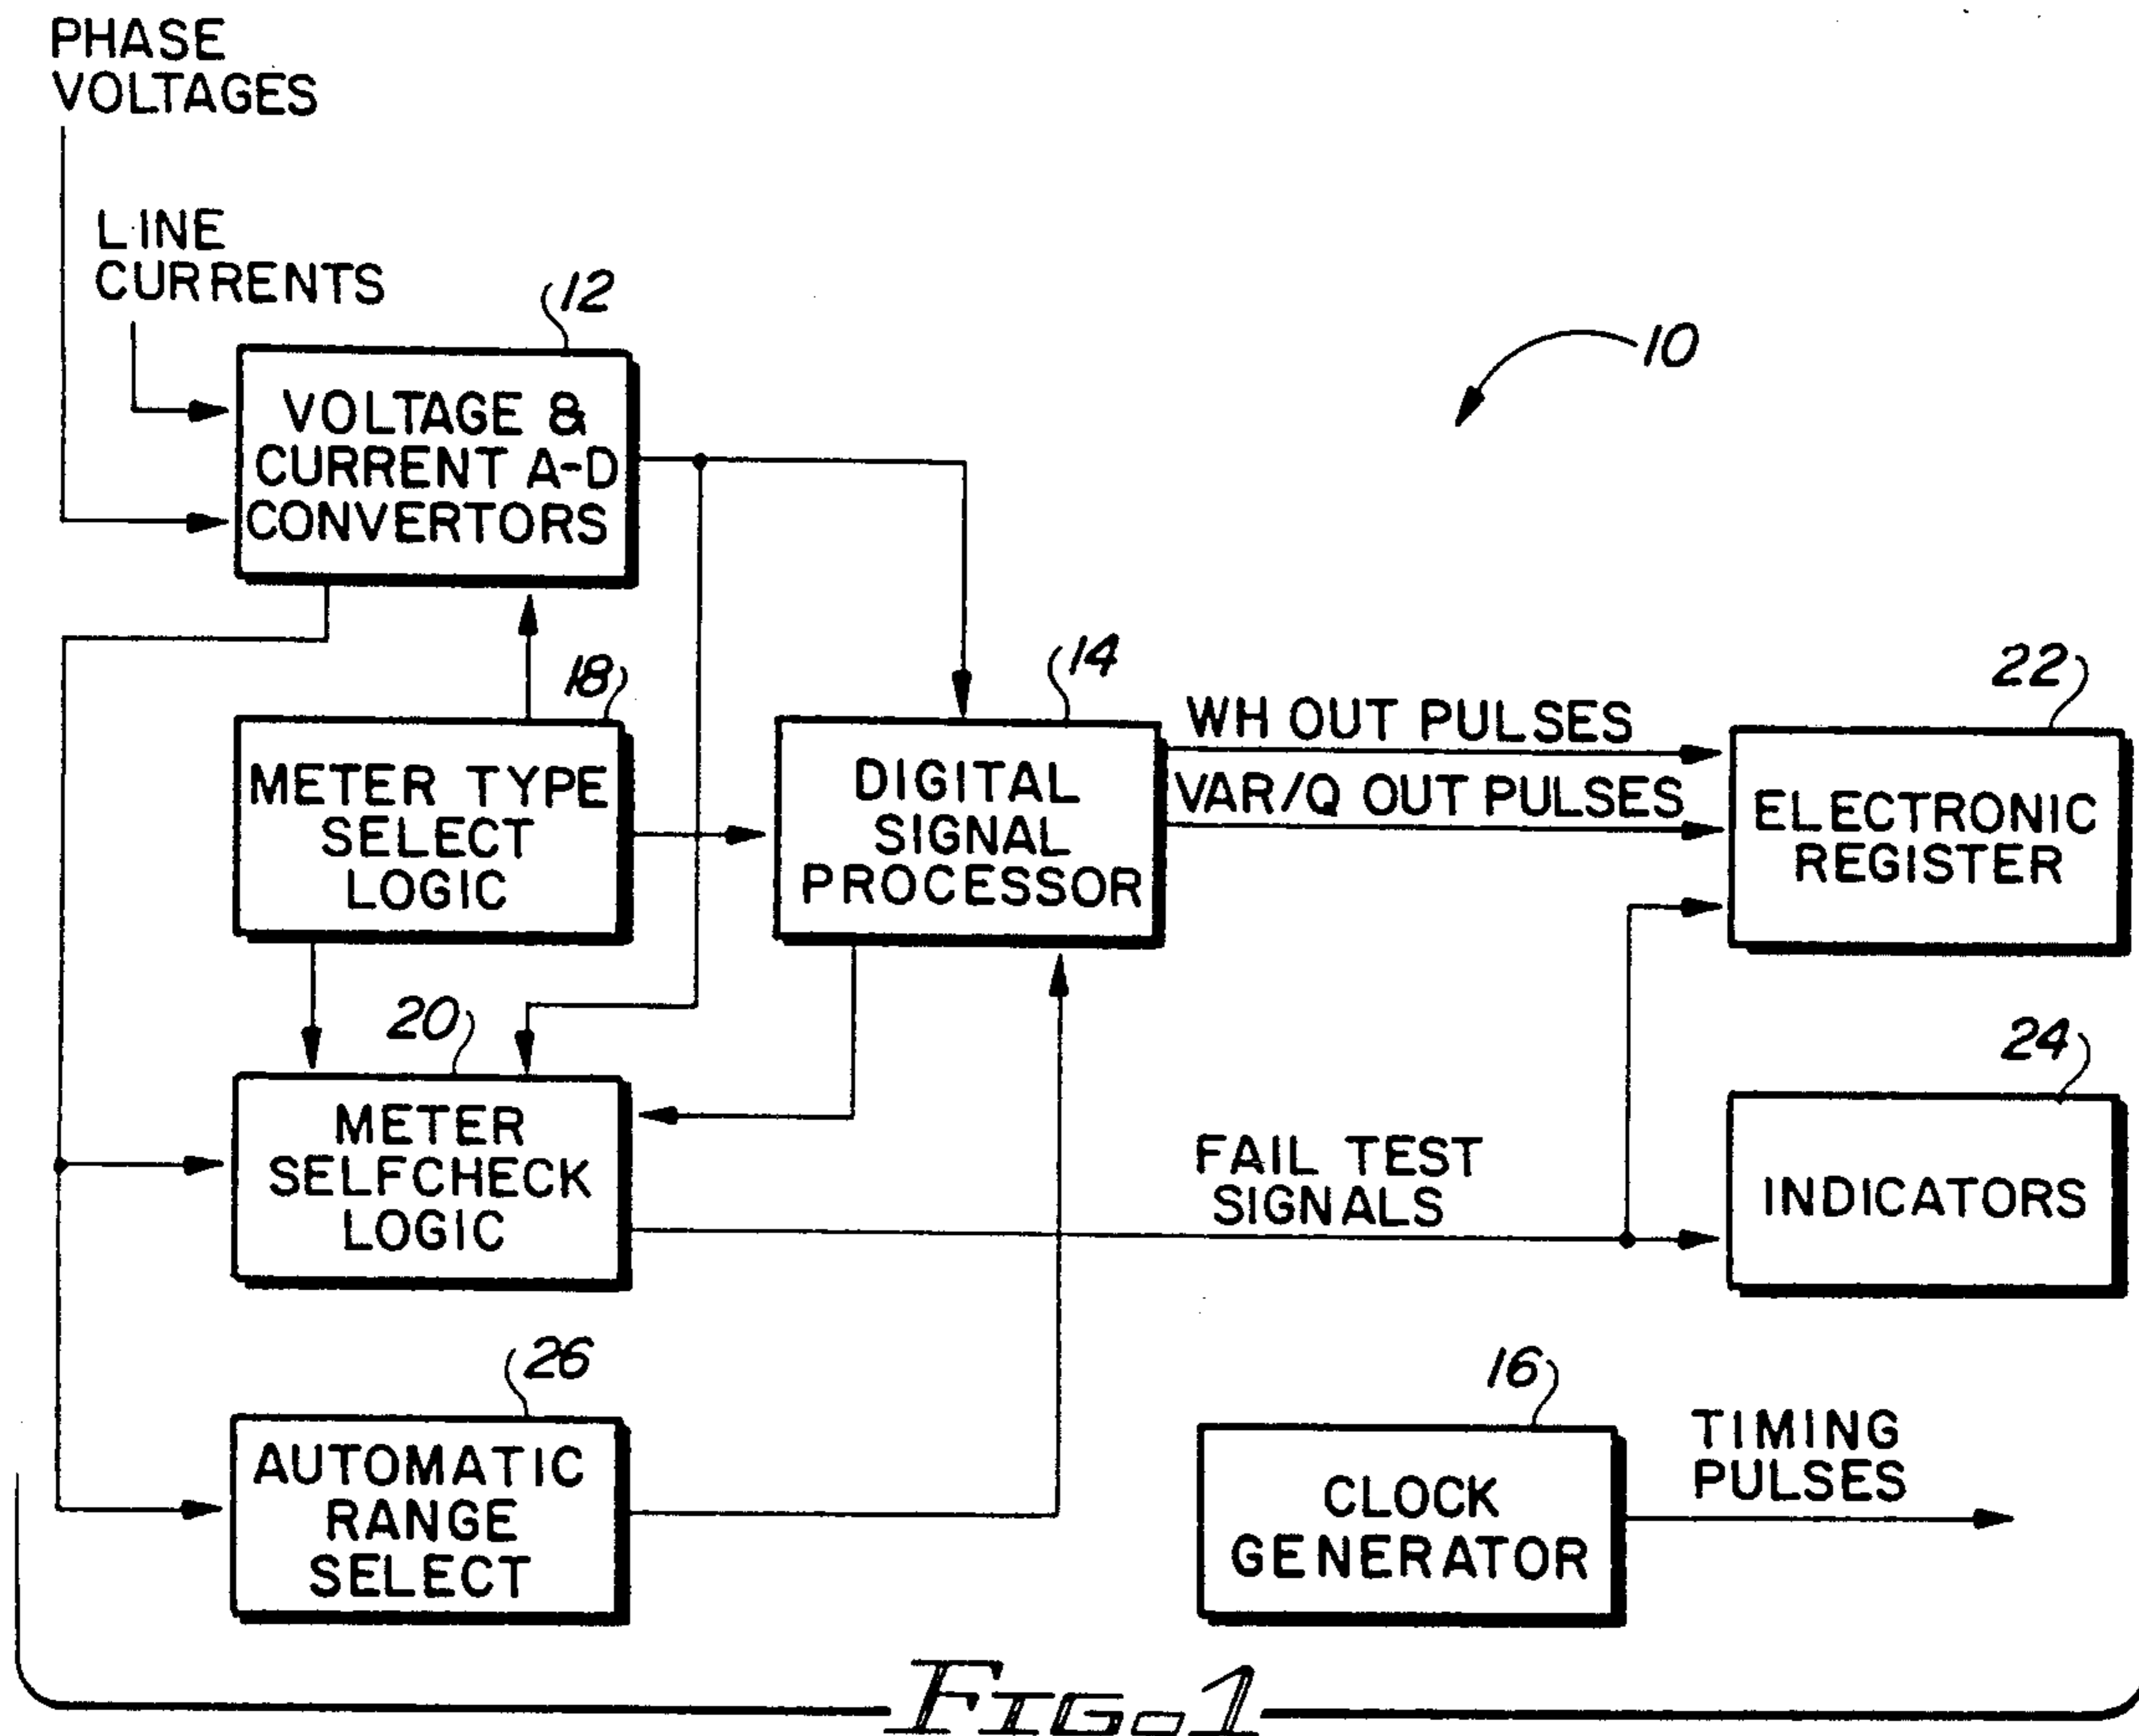 PHASE
VOLTAGES
LINE
CURRENTS
12
VOLTAGE &
CURRENT A-D
CONVERTORS
10
18
METER TYPE
SELECT
LOGIC
14
DIGITAL
SIGNAL
PROCESSOR
WH OUT PULSES
VAR/Q OUT PULSES
22
ELECTRONIC
REGISTER
20
METER
SELFCHECK
LOGIC
FAIL TEST
SIGNALS
24
INDICATORS
26
AUTOMATIC
RANGE
SELECT
16
CLOCK
GENERATOR
TIMING
PULSES
FIG. 1